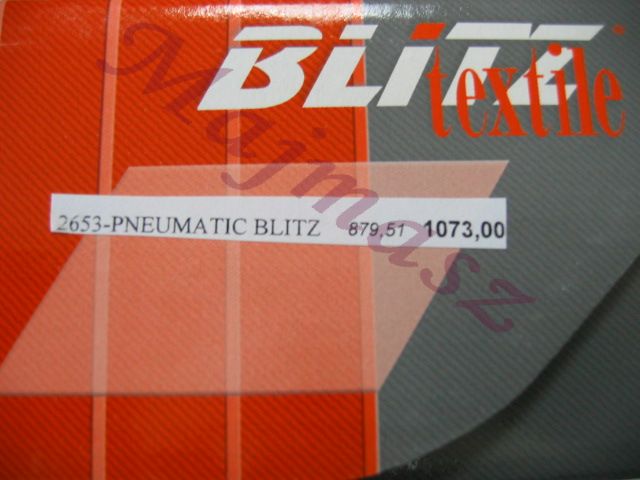 BLiTZ
textile
Majmasz
2653-PNEUMATIC BLITZ 879,51 1073,00